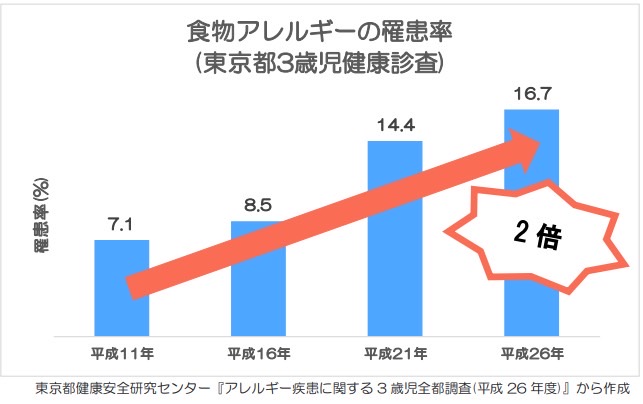 食物アレルギーの罹患率
(東京都3歳児健康診査)
罹患率(%)
7.1
8.5
14.4
16.7
2倍
平成11年
平成16年
平成21年
平成26年
東京都健康安全研究センター『アレルギー疾患に関する3歳児全都調査(平成26年度)』から作成